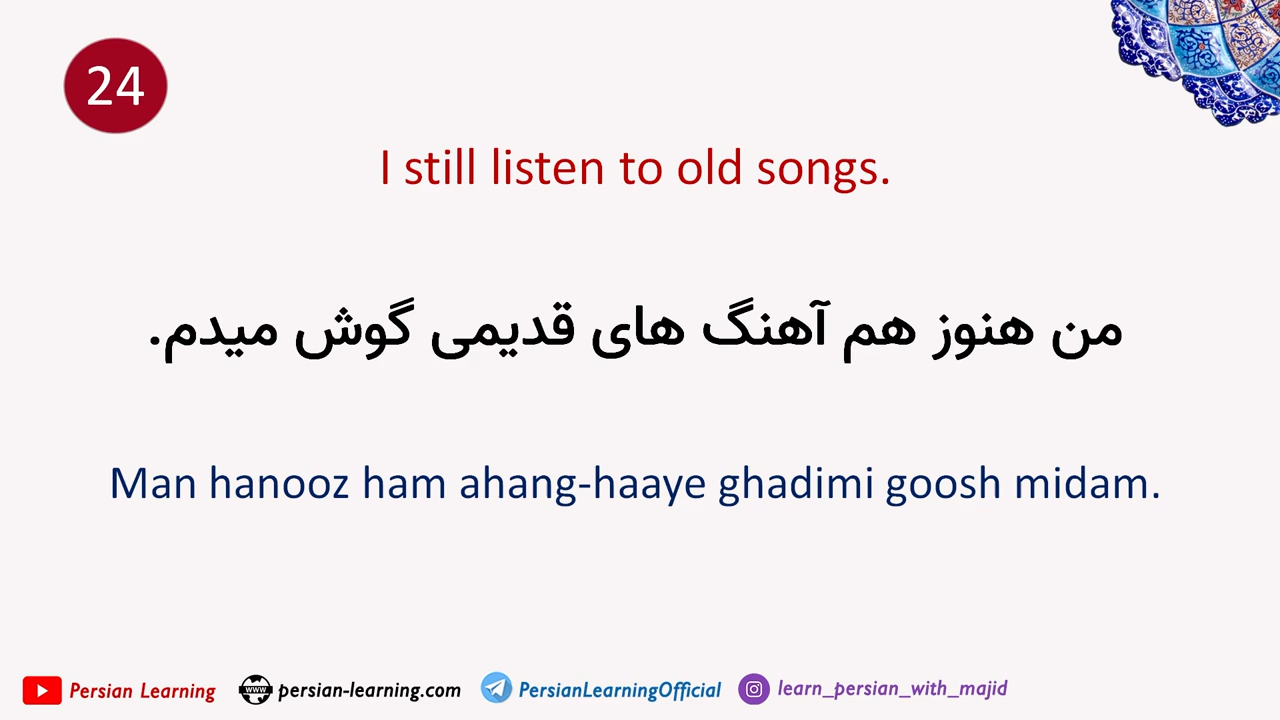 24
I still listen to old songs.
من هنوز هم آهنگ های قدیمی گوش میدم.
Man hanooz ham ahang-haaye ghadimi goosh midam.
Persian Learning www persian-learning.com PersianLearningOfficial learn_persian_with_majid